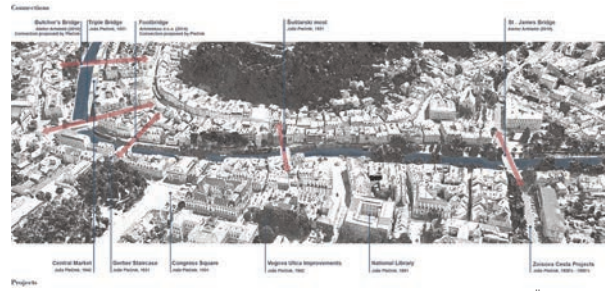 Connections
Butchor's Bridge
Atelier Arhitekti (2010)
Connection proposed by Plečnik
Triple Bridge
Jože Plečnik, 1931
Footbridge
Connection proposed by Plečnik
Šuštarski most
Jože Plečnik, 1931
St . James Bridge
Atelier Arhitekti (2010)
Central Market
Jože Plečnik, 1942
Gerber Staircase
Jože Plečnik, 1931
Congress Square
Jože Plečnik, 1931
Vegova Ulica Improvements
Jože Plečnik, 1932
National Library
Jože Plečnik, 1941
Zoisova Cesta Projects
Jože Plečnik, 1920's - 1930's
Projects